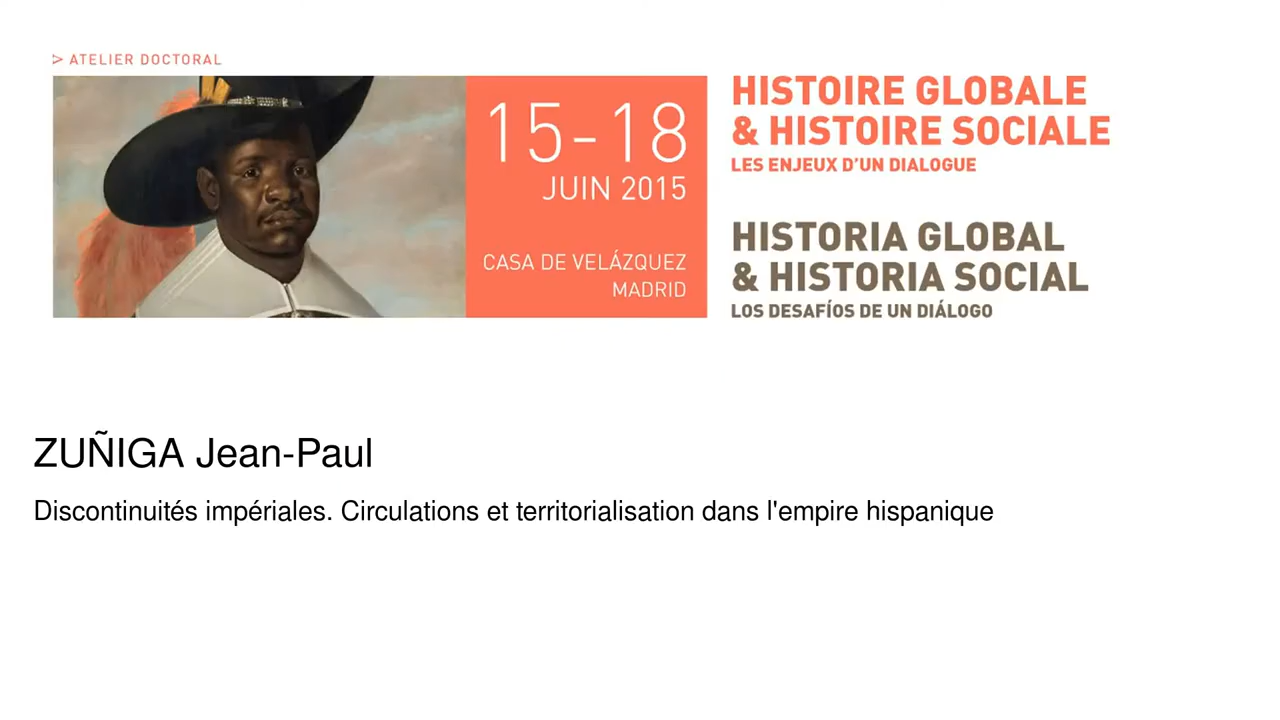 > ATELIER DOCTORAL
15-18
JUIN 2015
CASA DE VELÁZQUEZ
MADRID
HISTOIRE GLOBALE
& HISTOIRE SOCIALE
LES ENJEUX D'UN DIALOGUE
HISTORIA GLOBAL
& HISTORIA SOCIAL
LOS DESAFÍOS DE UN DIÁLOGO
ZUÑIGA Jean-Paul
Discontinuités impériales. Circulations et territorialisation dans l'empire hispanique